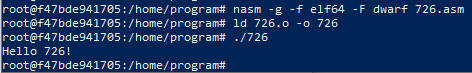 root@f47bde941705:/home/program# nasm -g -f elf64 -F dwarf 726.asm
root@f47bde941705:/home/program# ld 726.o -o 726
root@f47bde941705:/home/program# ./726
Hello 726!
root@f47bde941705:/home/program#